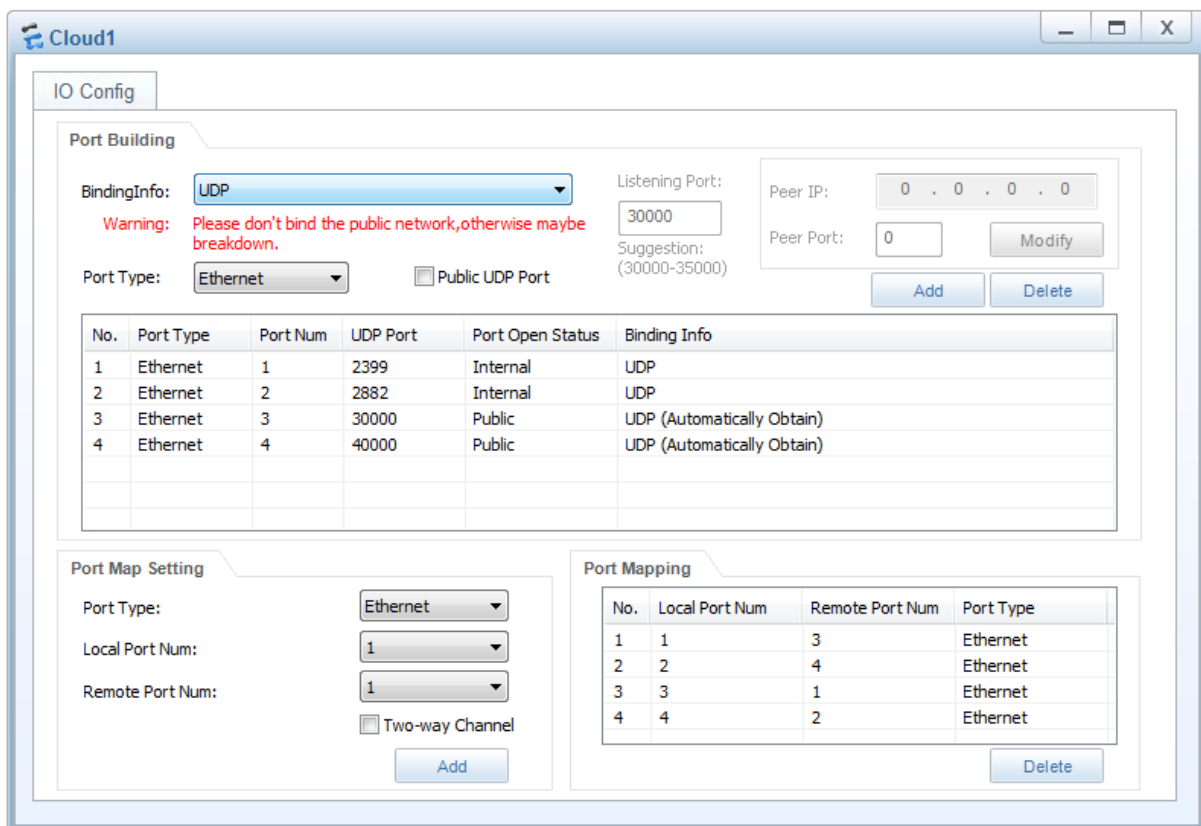 Cloud1
X
IO Config
Port Building
BindingInfo: UDP
Warning: Please don't bind the public network,otherwise maybe
breakdown.
Port Type: Ethernet Public UDP Port
Listening Port:
30000
Suggestion:
(30000-35000)
Peer IP: 0 . 0 . 0 . 0
Peer Port: 0 Modify
Add Delete
No. Port Type Port Num UDP Port Port Open Status Binding Info
1 Ethernet 1 2399 Internal UDP
2 Ethernet 2 2882 Internal UDP
3 Ethernet 3 30000 Public UDP (Automatically Obtain)
4 Ethernet 4 40000 Public UDP (Automatically Obtain)
Port Map Setting
Port Type: Ethernet
Local Port Num: 1
Remote Port Num: 1
Two-way Channel
Add
Port Mapping
No. Local Port Num Remote Port Num Port Type
1 1 3 Ethernet
2 2 4 Ethernet
3 3 1 Ethernet
4 4 2 Ethernet
Delete